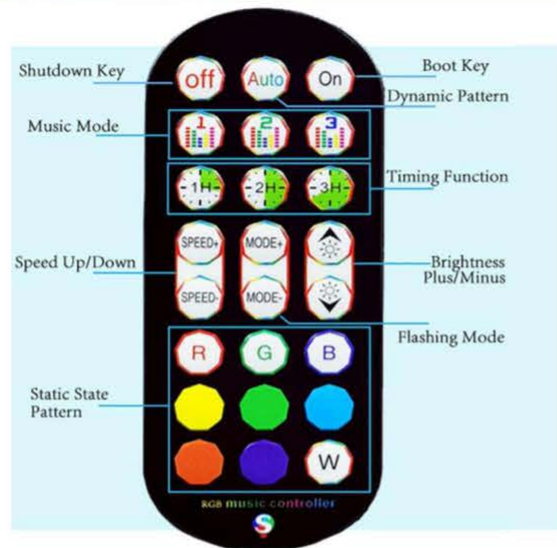 Shutdown Key
off
Auto
On
Boot Key
Dynamic Pattern
Music Mode
1
2
3
1H
2H
3H
Timing Function
SPEED+
MODE+
Speed Up/Down
Brightness
Plus/Minus
SPEED-
MODE-
Flashing Mode
R
G
B
Static State
Pattern
W
RGB music controller
S